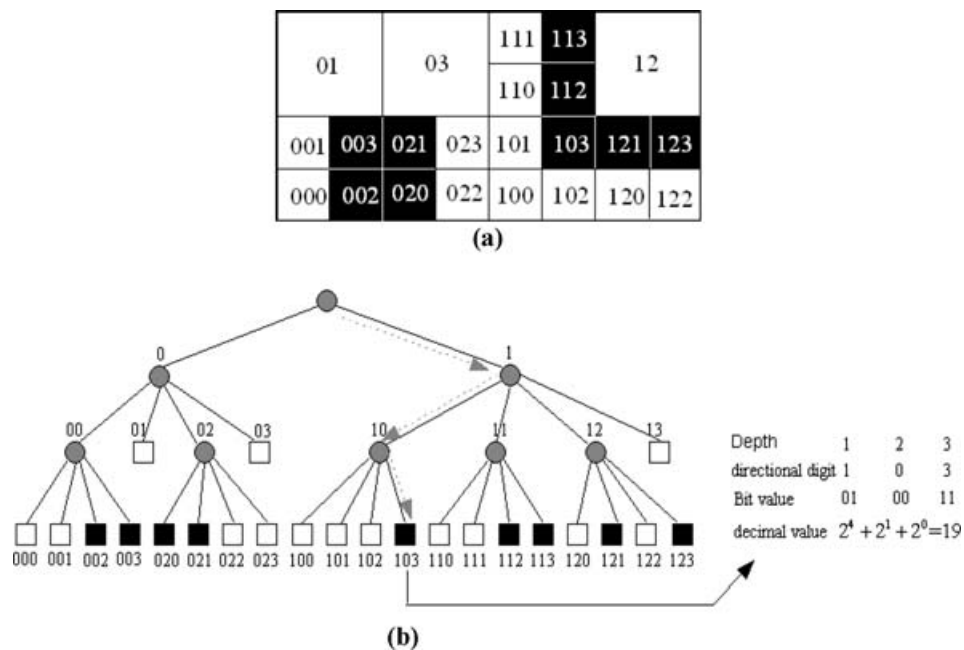 01 03 111 113 12
110 112
001 003 021 023 101 103 121 123
000 002 020 022 100 102 120 122
(a)
0 1
00 01 02 03 10 11 12 13
000 001 002 003 020 021 022 023 100 101 102 103 110 111 112 113 120 121 122 123
Depth 1 2 3
directional digit 1 0 3
Bit value 01 00 11
decimal value 2⁴ + 2¹ + 2⁰=19
(b)